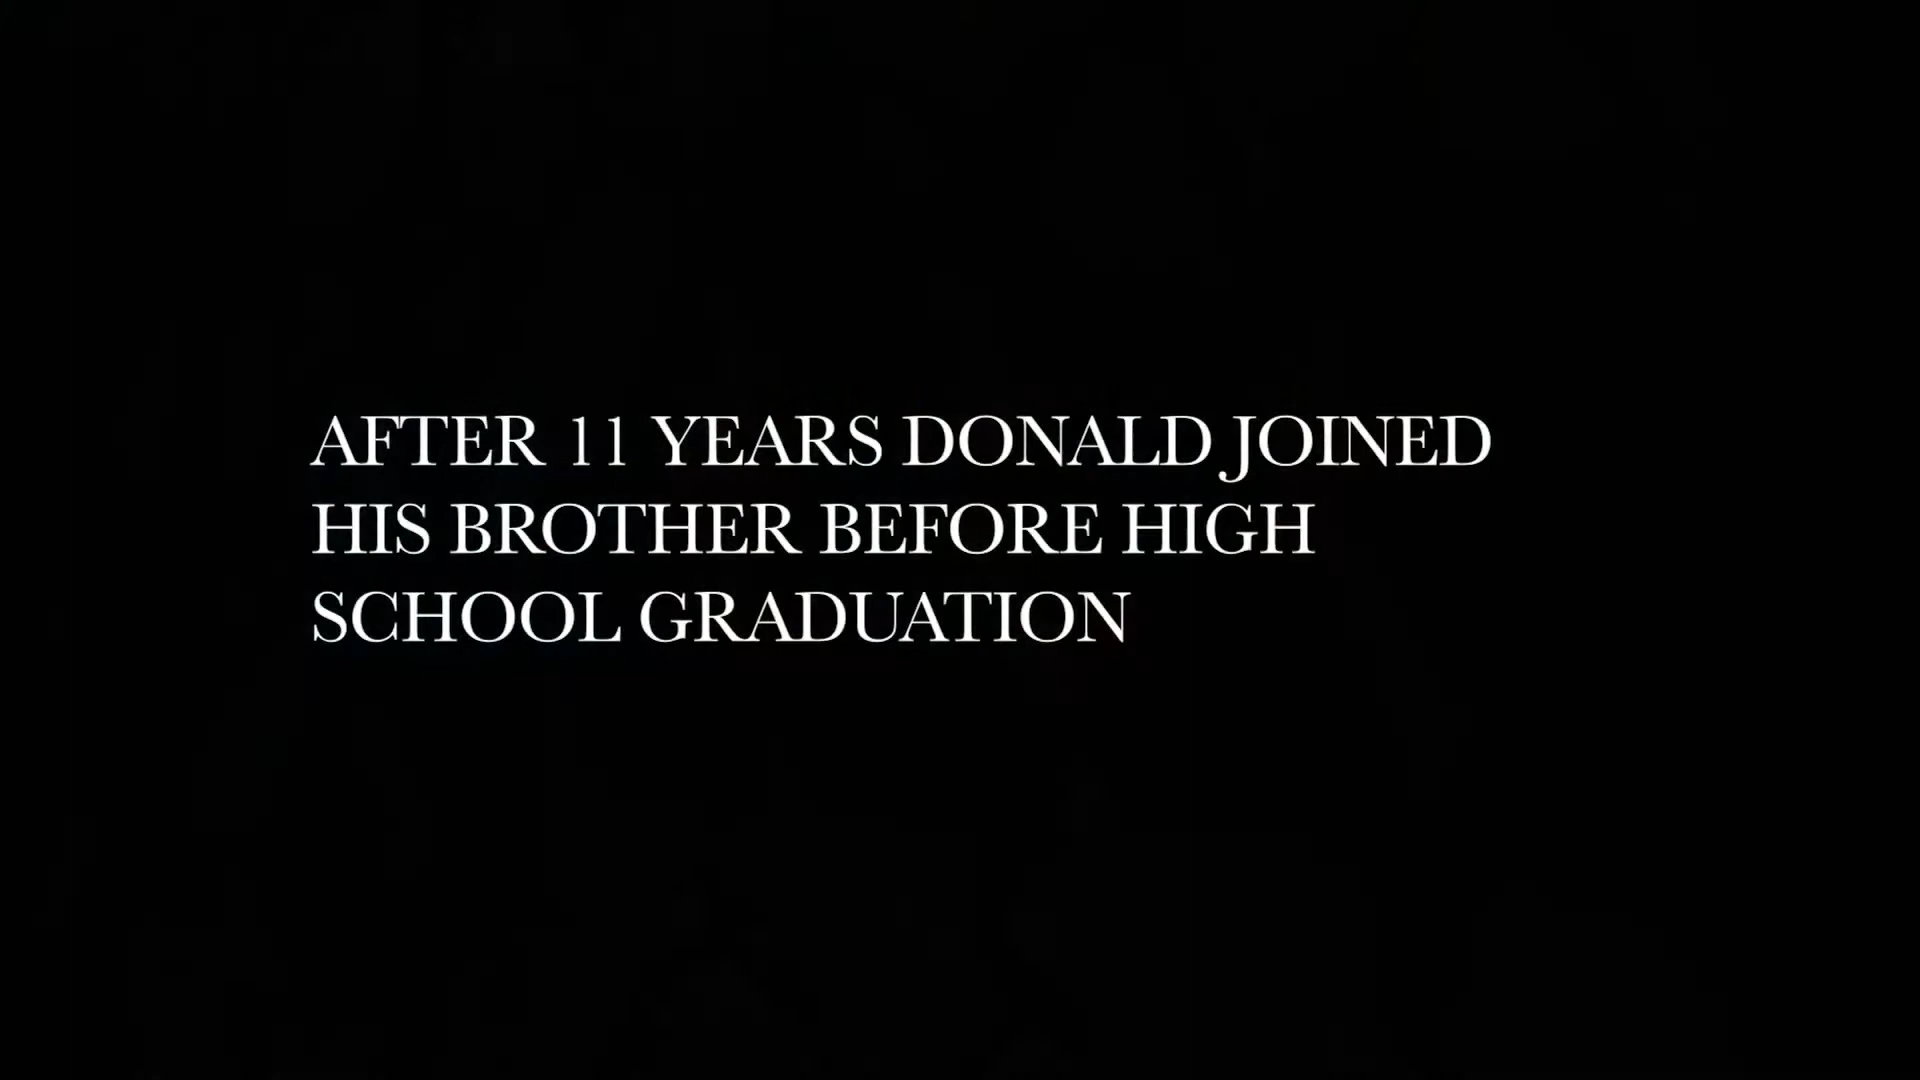 AFTER 11 YEARS DONALD JOINED
HIS BROTHER BEFORE HIGH
SCHOOL GRADUATION